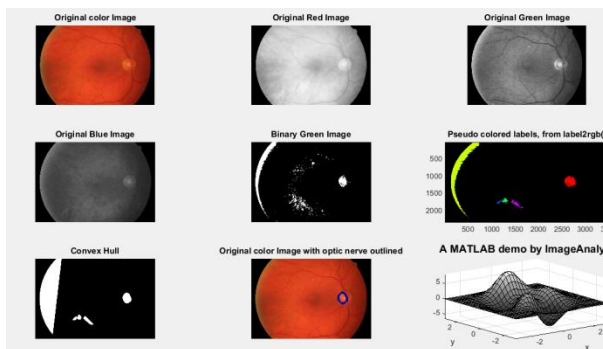 Original color Image
Original Red Image
Original Green Image
Original Blue Image
Binary Green Image
Pseudo colored labels, from label2rgb(
500
1000
1500
2000
500 1000 1500 2000 2500 3000
Convex Hull
Original color Image with optic nerve outlined
A MATLAB demo by ImageAnaly
5
0
-5
2
0
-2
y
-2
0
2
x